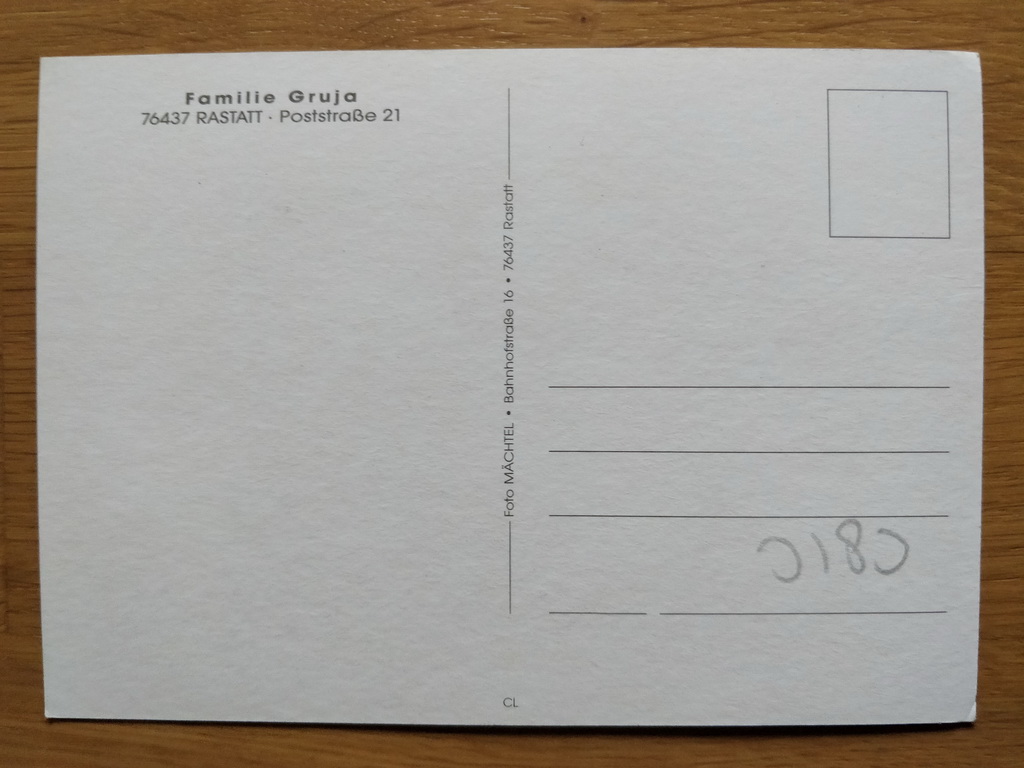 Familie Gruja
76437 RASTATT · Poststraße 21
Foto MÄCHTEL • Bahnhofstraße 16 • 76437 Rastatt
CL